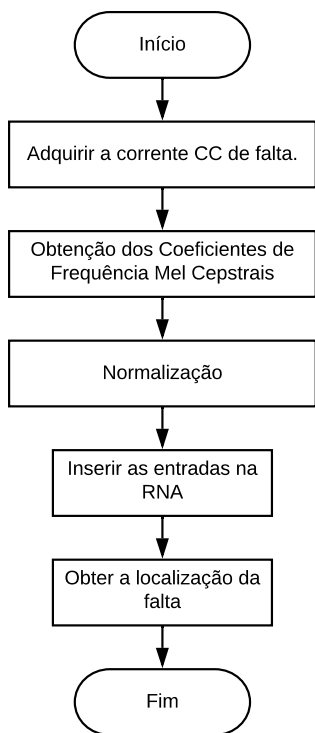 Início
Adquirir a corrente CC de falta.
Obtenção dos Coeficientes de
Frequência Mel Cepstrais
Normalização
Inserir as entradas na
RNA
Obter a localização da
falta
Fim